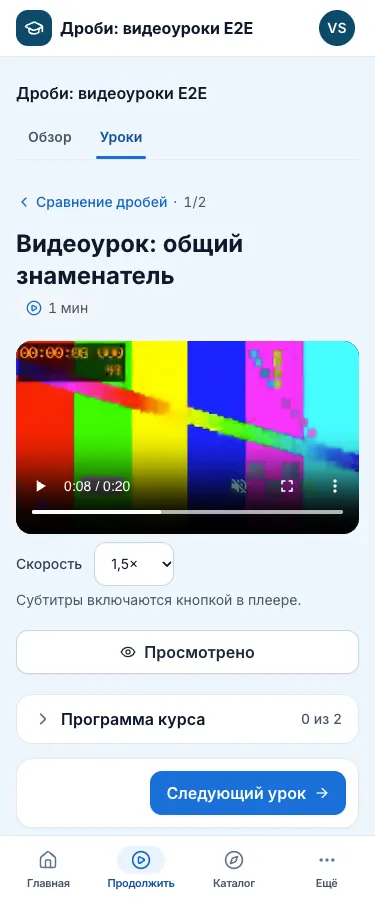 Дроби: видеоуроки E2E
VS
Дроби: видеоуроки E2E
Обзор
Уроки
Сравнение дробей · 1/2
Видеоурок: общий
знаменатель
1 мин
0:08 / 0:20
Скорость
1,5×
Субтитры включаются кнопкой в плеере.
Просмотрено
Программа курса
0 из 2
Следующий урок
Главная
Продолжить
Каталог
Ещё